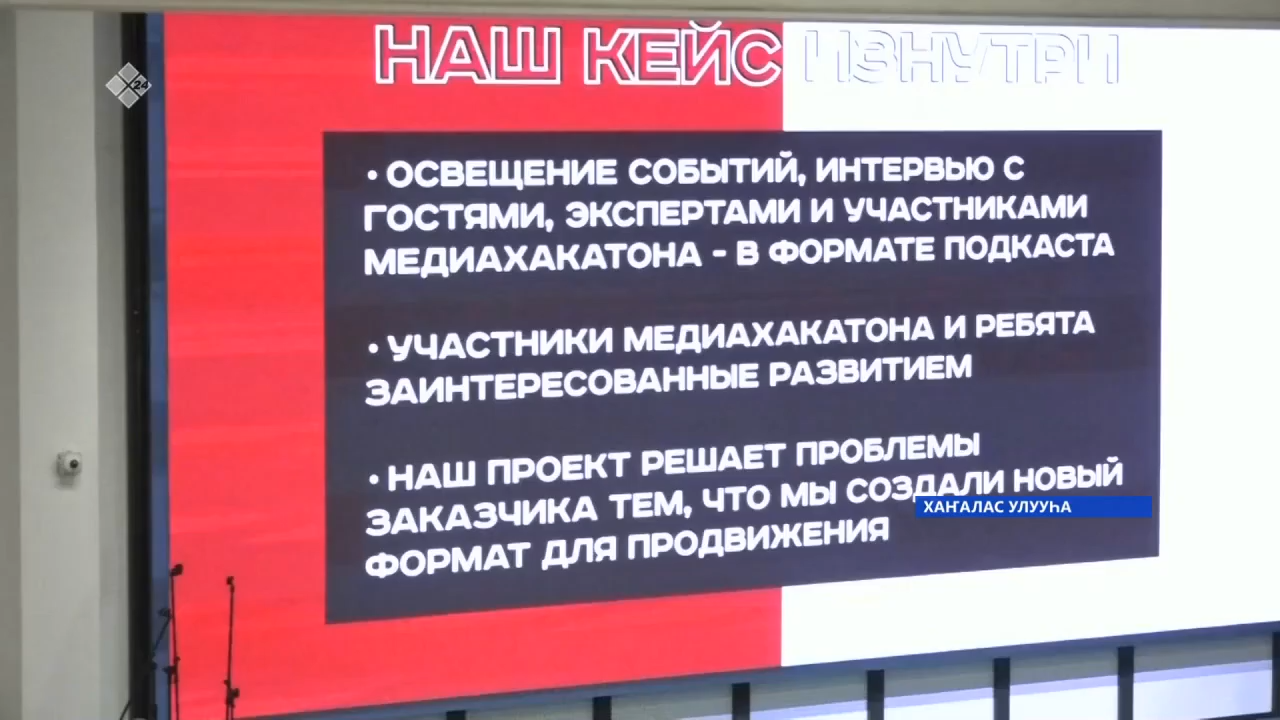 НАШ КЕЙС ИЗНУТРИ
Х24
• ОСВЕЩЕНИЕ СОБЫТИЙ, ИНТЕРВЬЮ С
ГОСТЯМИ, ЭКСПЕРТАМИ И УЧАСТНИКАМИ
МЕДИАХАКАТОНА - В ФОРМАТЕ ПОДКАСТА
• УЧАСТНИКИ МЕДИАХАКАТОНА И РЕБЯТА
ЗАИНТЕРЕСОВАННЫЕ РАЗВИТИЕМ
• НАШ ПРОЕКТ РЕШАЕТ ПРОБЛЕМЫ
ЗАКАЗЧИКА ТЕМ, ЧТО МЫ СОЗДАЛИ НОВЫЙ
ФОРМАТ ДЛЯ ПРОДВИЖЕНИЯ
ХАҤАЛАС УЛУУҺА